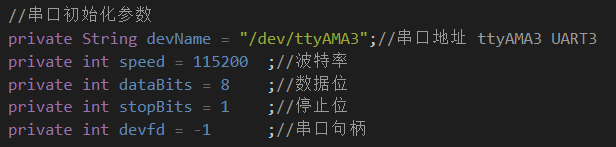 //串口初始化参数
private String devName = "/dev/ttyAMA3";//串口地址 ttyAMA3 UART3
private int speed = 115200  ;//波特率
private int dataBits = 8    ;//数据位
private int stopBits = 1    ;//停止位
private int devfd = -1      ;//串口句柄